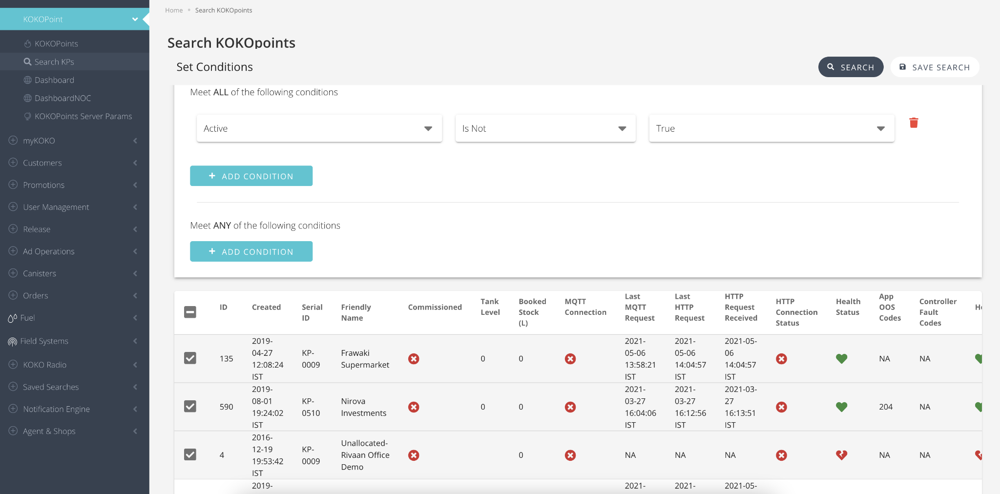 KOKOPoint
KOKOPoints
Search KPs
Dashboard
DashboardNOC
KOKOPoints Server Params
myKOKO
Customers
Promotions
User Management
Release
Ad Operations
Canisters
Orders
Fuel
Field Systems
KOKO Radio
Saved Searches
Notification Engine
Agent & Shops
Home • Search KOKOpoints
Search KOKOpoints
Set Conditions
SEARCH
SAVE SEARCH
Meet ALL of the following conditions
Active
Is Not
True
+ ADD CONDITION
Meet ANY of the following conditions
+ ADD CONDITION
ID
Created
Serial
ID
Friendly
Name
Commissioned
Tank
Level
Booked
Stock
(L)
MQTT
Connection
Last
MQTT
Request
Last
HTTP
Request
HTTP
Request
Received
HTTP
Connection
Status
Health
Status
App
OOS
Codes
Controller
Fault
Codes
135
2019-
04-27
12:08:24
IST
KP-
0009
Frawaki
Supermarket
0
0
2021-
05-06
13:58:21
IST
2021-
05-06
14:04:57
IST
2021-05-
06
14:04:57
IST
NA
NA
590
2019-
08-01
19:24:02
IST
KP-
0510
Nirova
Investments
0
0
2021-
03-27
16:04:06
IST
2021-
03-27
16:12:56
IST
2021-03-
27
16:13:51
IST
204
NA
4
2016-
12-19
19:53:42
IST
KP-
0009
Unallocated-
Rivaan Office
Demo
0
NA
NA
NA
NA
NA
2019-
2021-
2021-
2021-05-